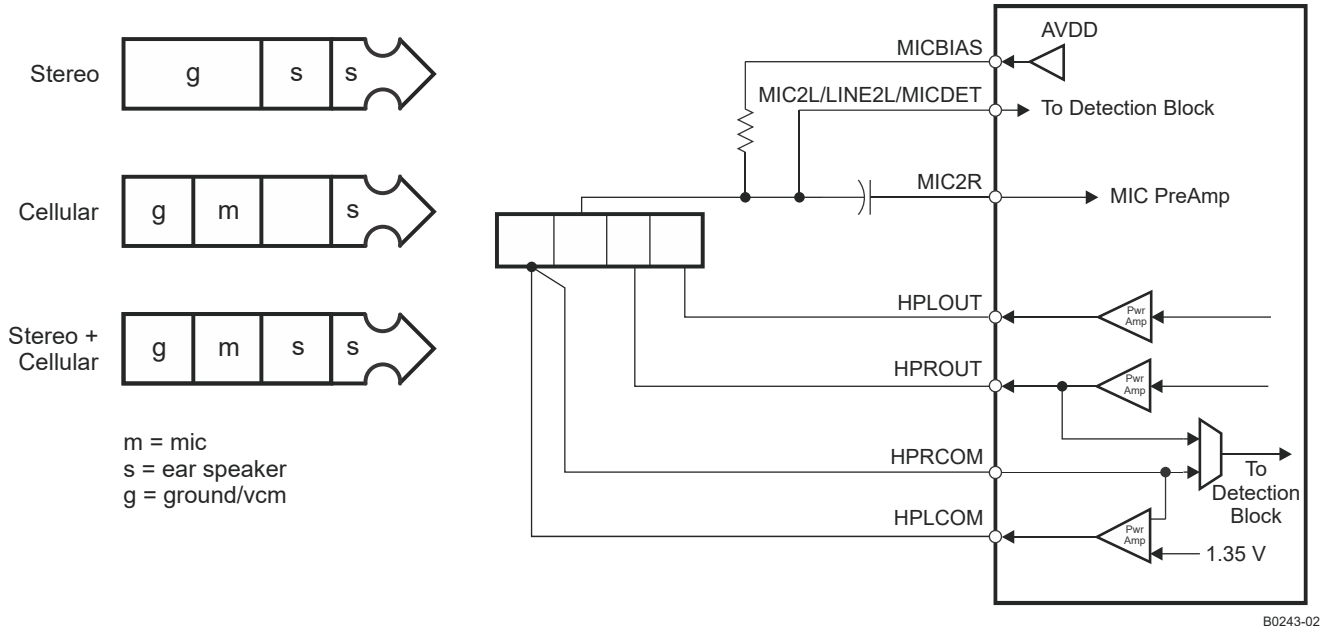 Stereo
g s s
Cellular
g m s
Stereo +
Cellular
g m s s
m = mic
s = ear speaker
g = ground/vcm
AVDD
MICBIAS
MIC2L/LINE2L/MICDET
To Detection Block
MIC2R
MIC PreAmp
HPLOUT
Pwr
Amp
HPROUT
Pwr
Amp
HPRCOM
To
Detection
Block
HPLCOM
Pwr
Amp
1.35 V
B0243-02